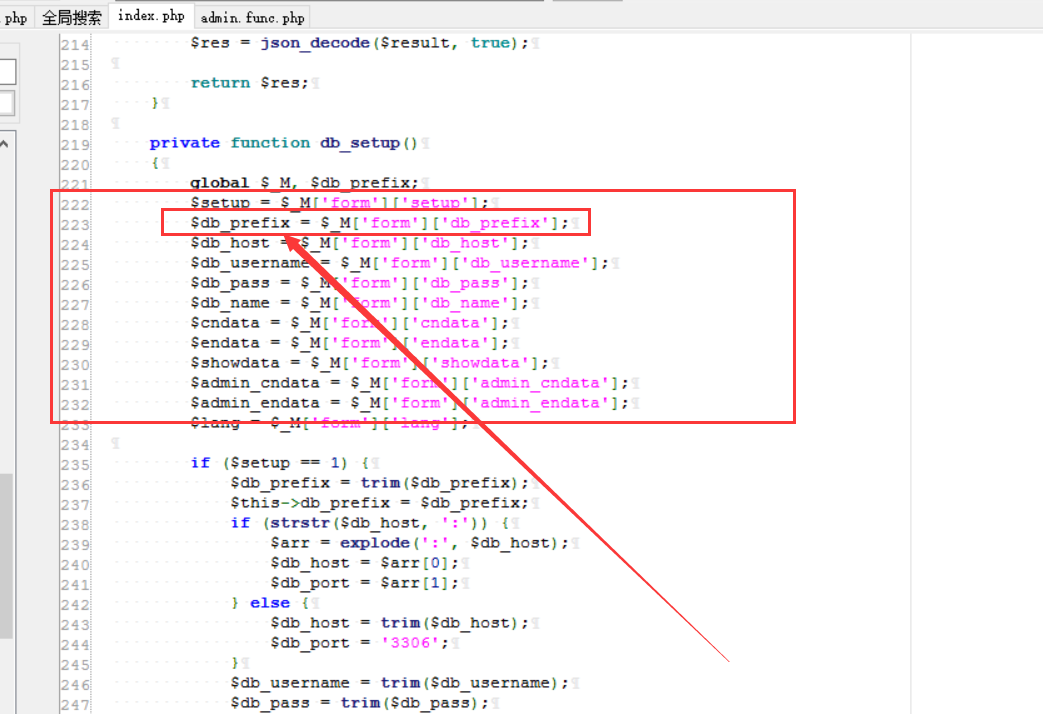 .php 全局搜索 index.php admin.func.php
214 $res = json_decode($result, true);
215
216 return $res;
217 }
218
219 private function db_setup()
220 {
221 global $_M, $db_prefix;
222 $setup = $_M['form']['setup'];
223 $db_prefix = $_M['form']['db_prefix'];
224 $db_host = $_M['form']['db_host'];
225 $db_username = $_M['form']['db_username'];
226 $db_pass = $_M['form']['db_pass'];
227 $db_name = $_M['form']['db_name'];
228 $cndata = $_M['form']['cndata'];
229 $endata = $_M['form']['endata'];
230 $showdata = $_M['form']['showdata'];
231 $admin_cndata = $_M['form']['admin_cndata'];
232 $admin_endata = $_M['form']['admin_endata'];
233 $lang = $_M['form']['lang'];
234
235 if ($setup == 1) {
236 $db_prefix = trim($db_prefix);
237 $this->db_prefix = $db_prefix;
238 if (strstr($db_host, ':')) {
239 $arr = explode(':', $db_host);
240 $db_host = $arr[0];
241 $db_port = $arr[1];
242 } else {
243 $db_host = trim($db_host);
244 $db_port = '3306';
245 }
246 $db_username = trim($db_username);
247 $db_pass = trim($db_pass);